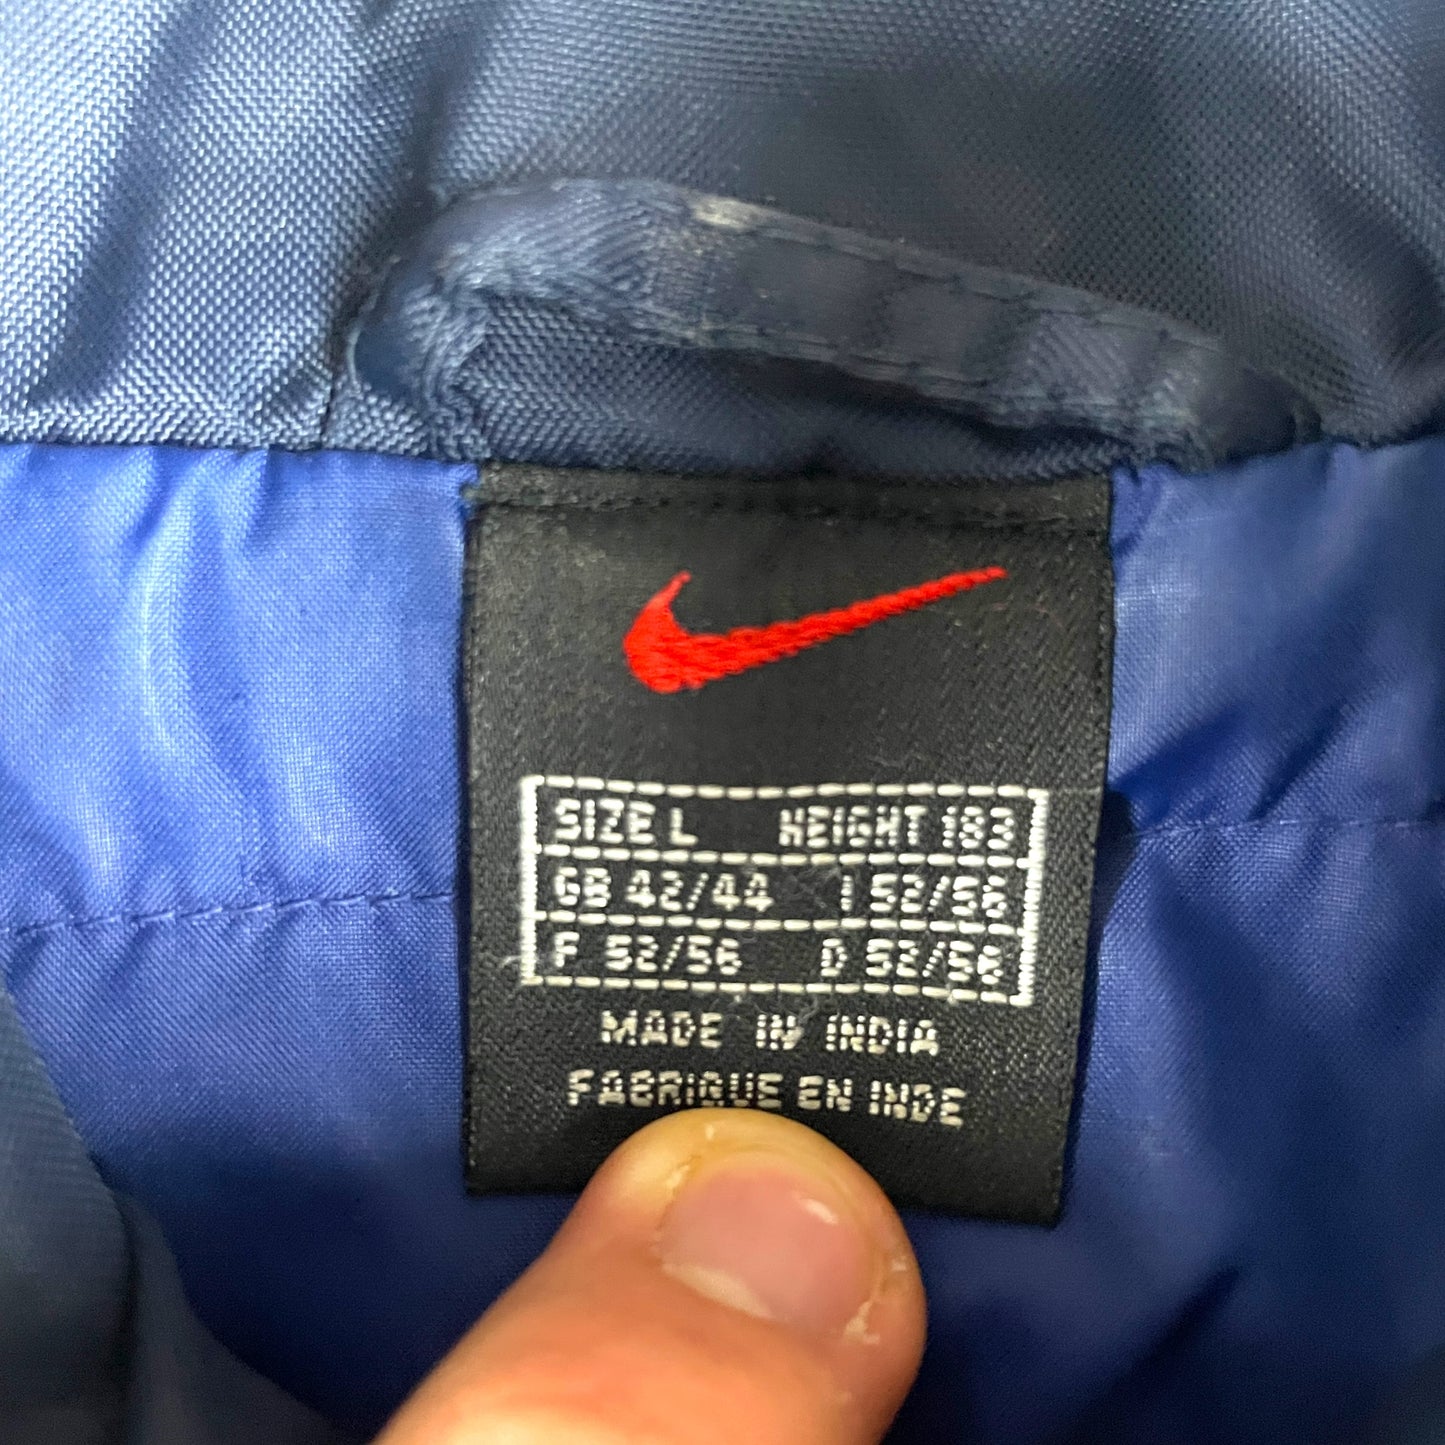 SIZE L HEIGHT 183
GB 42/44 I 52/56
F 52/56 D 52/56
MADE IN INDIA
FABRIQUE EN INDE